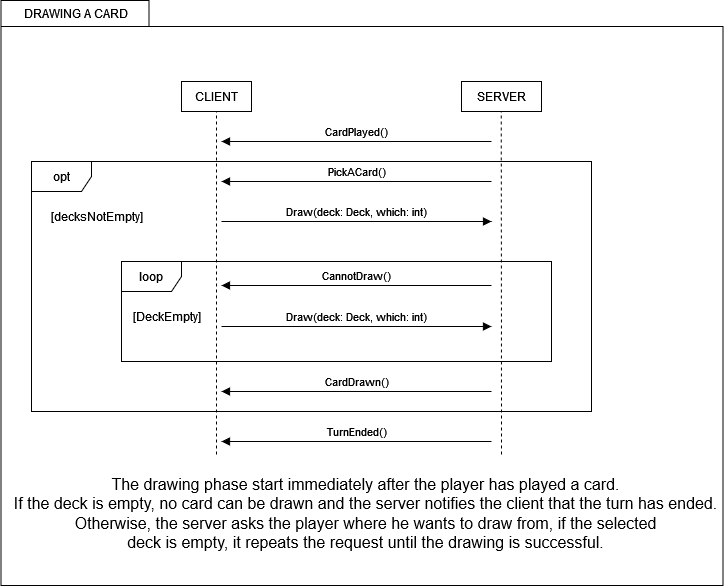 DRAWING A CARD
CLIENT
SERVER
CardPlayed()
opt
PickACard()
[decksNotEmpty]
Draw(deck: Deck, which: int)
loop
CannotDraw()
[DeckEmpty]
Draw(deck: Deck, which: int)
CardDrawn()
TurnEnded()
The drawing phase start immediately after the player has played a card.
If the deck is empty, no card can be drawn and the server notifies the client that the turn has ended.
Otherwise, the server asks the player where he wants to draw from, if the selected
deck is empty, it repeats the request until the drawing is successful.